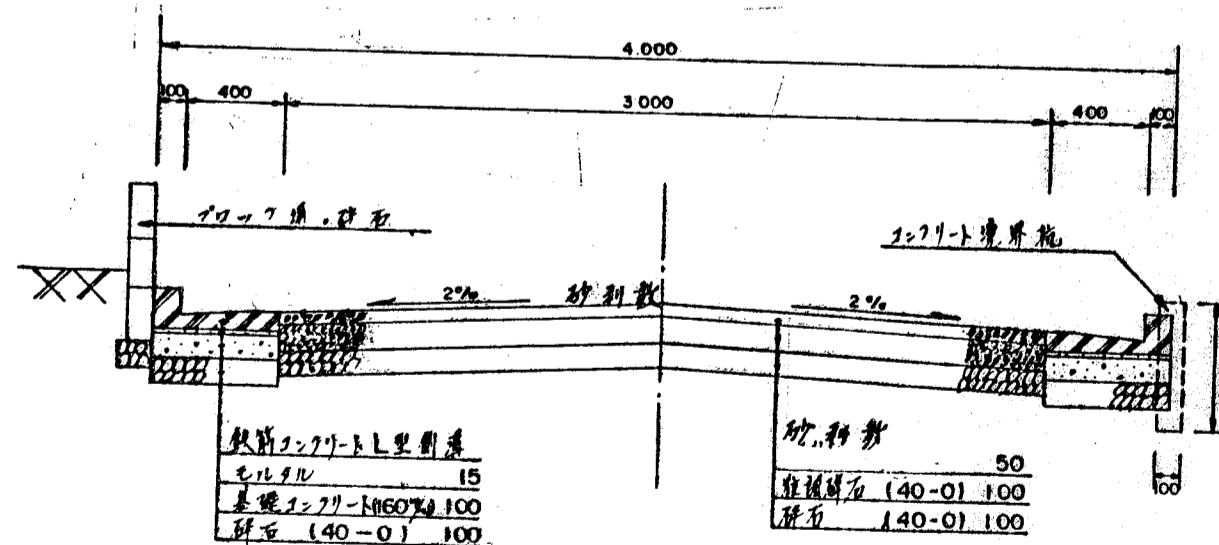 4.000
100 400 3 000 400 100
ブロック塀・砕石
コンクリート境界杭
2% 砂利敷 2%
鉄筋コンクリートL型側溝
モルタル 15
基礎コンクリート 100
砕石 (40-0) 100
砂利敷
50
粒調砕石 (40-0) 100
砕石 (40-0) 100
100